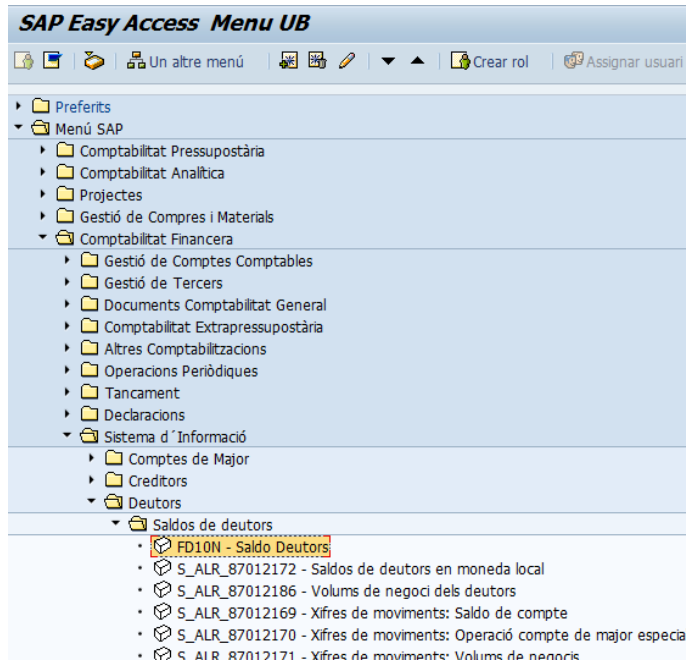 SAP Easy Access Menu UB
Un altre menú Crear rol Assignar usuari
Preferits
Menú SAP
Comptabilitat Pressupostària
Comptabilitat Analítica
Projectes
Gestió de Compres i Materials
Comptabilitat Financera
Gestió de Comptes Comptables
Gestió de Tercers
Documents Comptabilitat General
Comptabilitat Extrapressupostària
Altres Comptabilitzacions
Operacions Periòdiques
Tancament
Declaracions
Sistema d´Informació
Comptes de Major
Creditors
Deutors
Saldos de deutors
FD10N - Saldo Deutors
S_ALR_87012172 - Saldos de deutors en moneda local
S_ALR_87012186 - Volums de negoci dels deutors
S_ALR_87012169 - Xifres de moviments: Saldo de compte
S_ALR_87012170 - Xifres de moviments: Operació compte de major especia
S_ALR_87012171 - Xifres de moviments: Volums de negocis